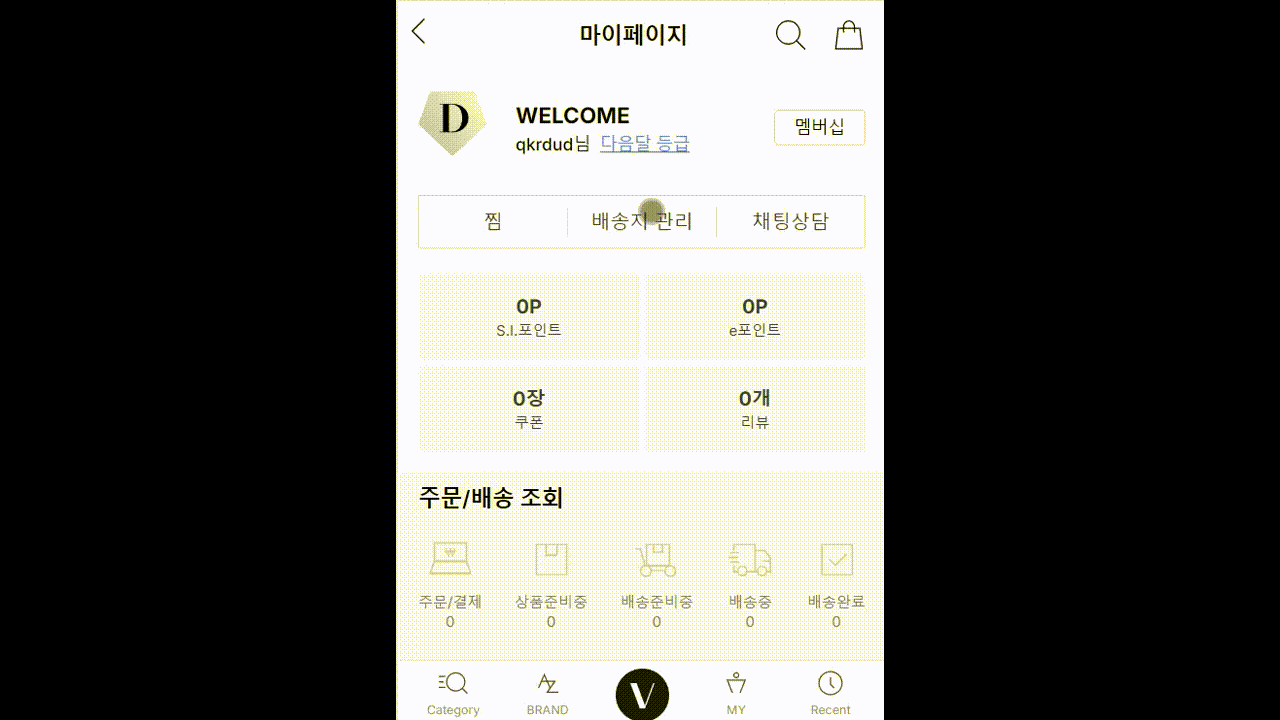 마이페이지
D
WELCOME
qkrdud님 다음달 등급
멤버십
찜 배송지 관리 채팅상담
0P
S.I.포인트
0P
e포인트
0장
쿠폰
0개
리뷰
주문/배송 조회
주문/결제 상품준비중 배송준비중 배송중 배송완료
0 0 0 0 0
Category BRAND V MY Recent